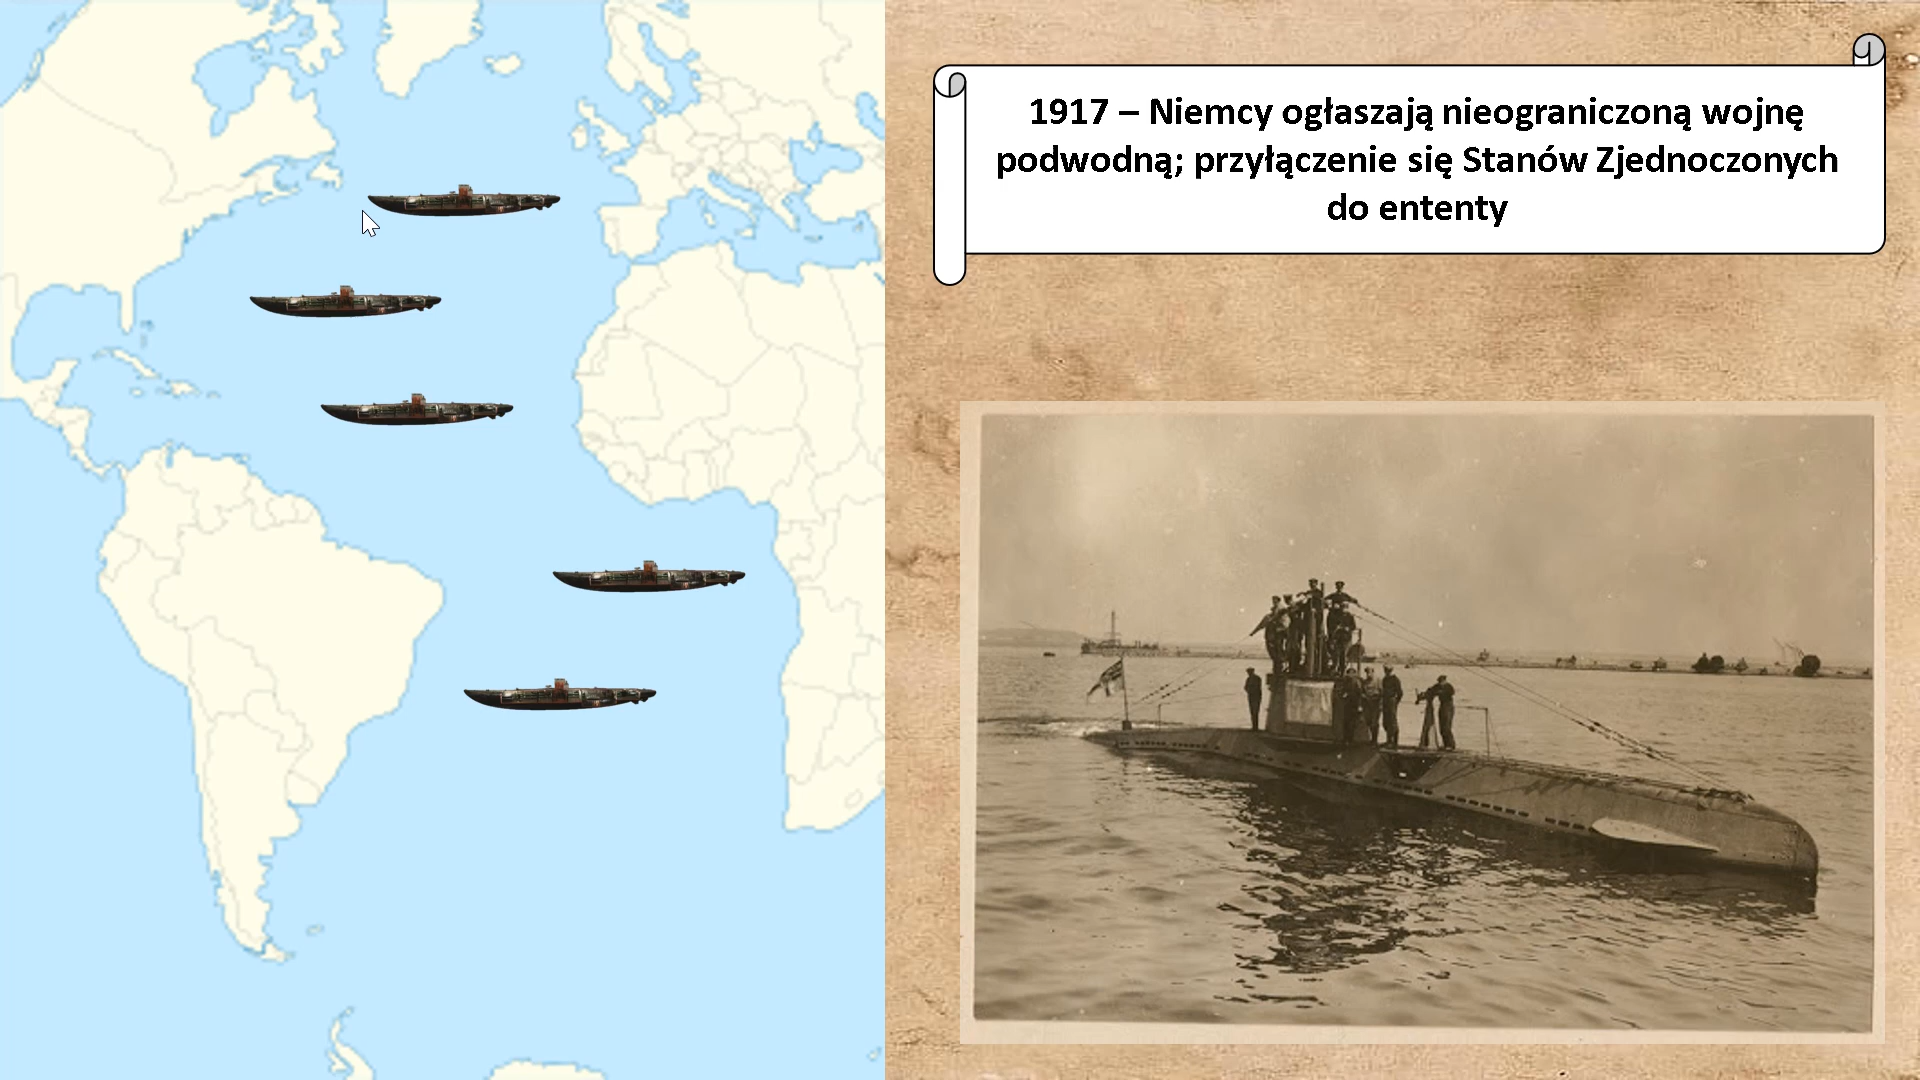 1917 – Niemcy ogłaszają nieograniczoną wojnę
podwodną; przyłączenie się Stanów Zjednoczonych
do ententy